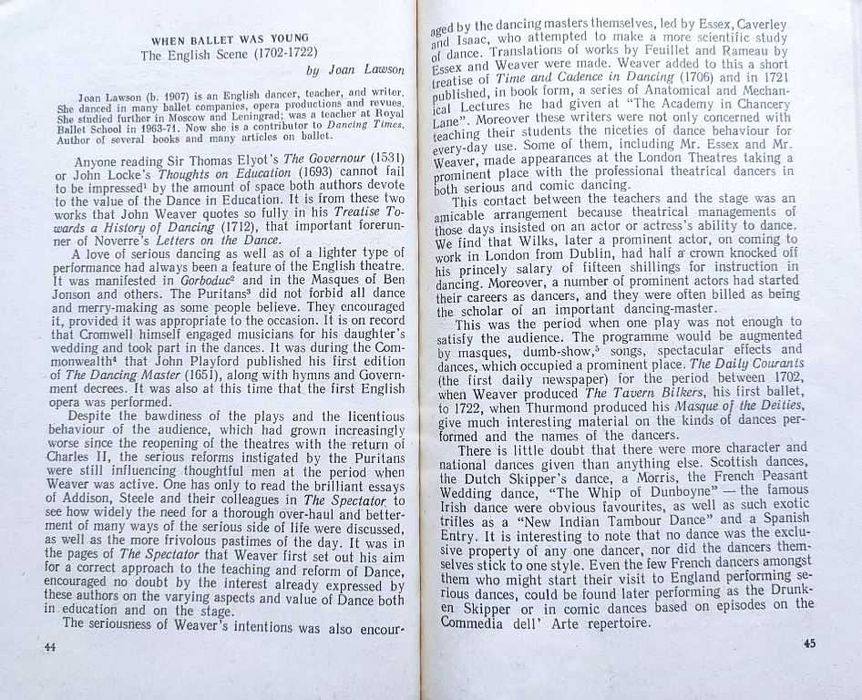 WHEN BALLET WAS YOUNG
The English Scene (1702-1722)
by Joan Lawson
Joan Lawson (b. 1907) is an English dancer, teacher, and writer.
She danced in many ballet companies, opera productions and revues.
She studied further in Moscow and Leningrad; was a teacher at Royal
Ballet School in 1963-71. Now she is a contributor to Dancing Times.
Author of several books and many articles on ballet.
Anyone reading Sir Thomas Elyot's The Governour (1531)
or John Locke's Thoughts on Education (1693) cannot fail
to be impressed¹ by the amount of space both authors devote
to the value of the Dance in Education. It is from these two
works that John Weaver quotes so fully in his Treatise To-
wards a History of Dancing (1712), that important forerun-
ner of Noverre's Letters on the Dance.
A love of serious dancing as well as of a lighter type of
performance had always been a feature of the English theatre.
It was manifested in Gorboduc² and in the Masques of Ben
Jonson and others. The Puritans³ did not forbid all dance
and merry-making as some people believe. They encouraged
it, provided it was appropriate to the occasion. It is on record
that Cromwell himself engaged musicians for his daughter's
wedding and took part in the dances. It was during the Com-
monwealth⁴ that John Playford published his first edition
of The Dancing Master (1651), along with hymns and Govern-
ment decrees. It was also at this time that the first English
opera was performed.
Despite the bawdiness of the plays and the licentious
behaviour of the audience, which had grown increasingly
worse since the reopening of the theatres with the return of
Charles II, the serious reforms instigated by the Puritans
were still influencing thoughtful men at the period when
Weaver was active. One has only to read the brilliant essays
of Addison, Steele and their colleagues in The Spectator to
see how widely the need for a thorough over-haul and better-
ment of many ways of the serious side of life were discussed,
as well as the more frivolous pastimes of the day. It was in
the pages of The Spectator that Weaver first set out his aim
for a correct approach to the teaching and reform of Dance,
encouraged no doubt by the interest already expressed by
these authors on the varying aspects and value of Dance both
in education and on the stage.
The seriousness of Weaver's intentions was also encour-
44
aged by the dancing masters themselves, led by Essex, Caverley
and Isaac, who attempted to make a more scientific study
of dance. Translations of works by Feuillet and Rameau by
Essex and Weaver were made. Weaver added to this a short
treatise of Time and Cadence in Dancing (1706) and in 1721
published, in book form, a series of Anatomical and Mechan-
ical Lectures he had given at "The Academy in Chancery
Lane". Moreover these writers were not only concerned with
teaching their students the niceties of dance behaviour for
every-day use. Some of them, including Mr. Essex and Mr.
Weaver, made appearances at the London Theatres taking a
prominent place with the professional theatrical dancers in
both serious and comic dancing.
This contact between the teachers and the stage was an
amicable arrangement because theatrical managements of
those days insisted on an actor or actress's ability to dance.
We find that Wilks, later a prominent actor, on coming to
work in London from Dublin, had half a crown knocked off
his princely salary of fifteen shillings for instruction in
dancing. Moreover, a number of prominent actors had started
their careers as dancers, and they were often billed as being
the scholar of an important dancing-master.
This was the period when one play was not enough to
satisfy the audience. The programme would be augmented
by masques, dumb-show,⁵ songs, spectacular effects and
dances, which occupied a prominent place. The Daily Courants
(the first daily newspaper) for the period between 1702,
when Weaver produced The Tavern Bilkers, his first ballet,
to 1722, when Thurmond produced his Masque of the Deities,
give much interesting material on the kinds of dances per-
formed and the names of the dancers.
There is little doubt that there were more character and
national dances given than anything else. Scottish dances,
the Dutch Skipper's dance, a Morris, the French Peasant
Wedding dance, "The Whip of Dunboyne" — the famous
Irish dance were obvious favourites, as well as such exotic
trifles as a "New Indian Tambour Dance" and a Spanish
Entry. It is interesting to note that no dance was the exclu-
sive property of any one dancer, nor did the dancers them-
selves stick to one style. Even the few French dancers amongst
them who might start their visit to England performing se-
rious dances, could be found later performing as the Drunk-
en Skipper or in comic dances based on episodes on the
Commedia dell' Arte repertoire.
45